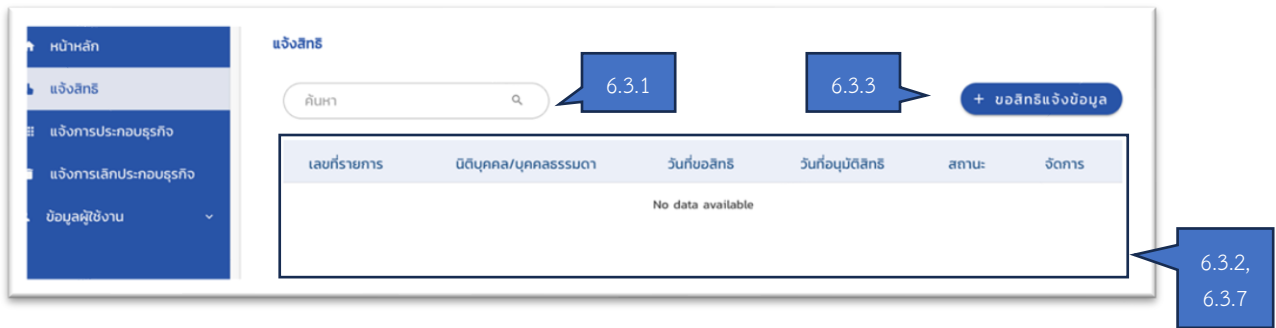 หน้าหลัก
แจ้งสิทธิ
แจ้งการประกอบธุรกิจ
แจ้งการเลิกประกอบธุรกิจ
ข้อมูลผู้ใช้งาน
แจ้งสิทธิ
ค้นหา
6.3.1
6.3.3
+ ขอสิทธิแจ้งข้อมูล
เลขที่รายการ นิติบุคคล/บุคคลธรรมดา วันที่ขอสิทธิ วันที่อนุมัติสิทธิ สถานะ จัดการ
No data available
6.3.2,
6.3.7